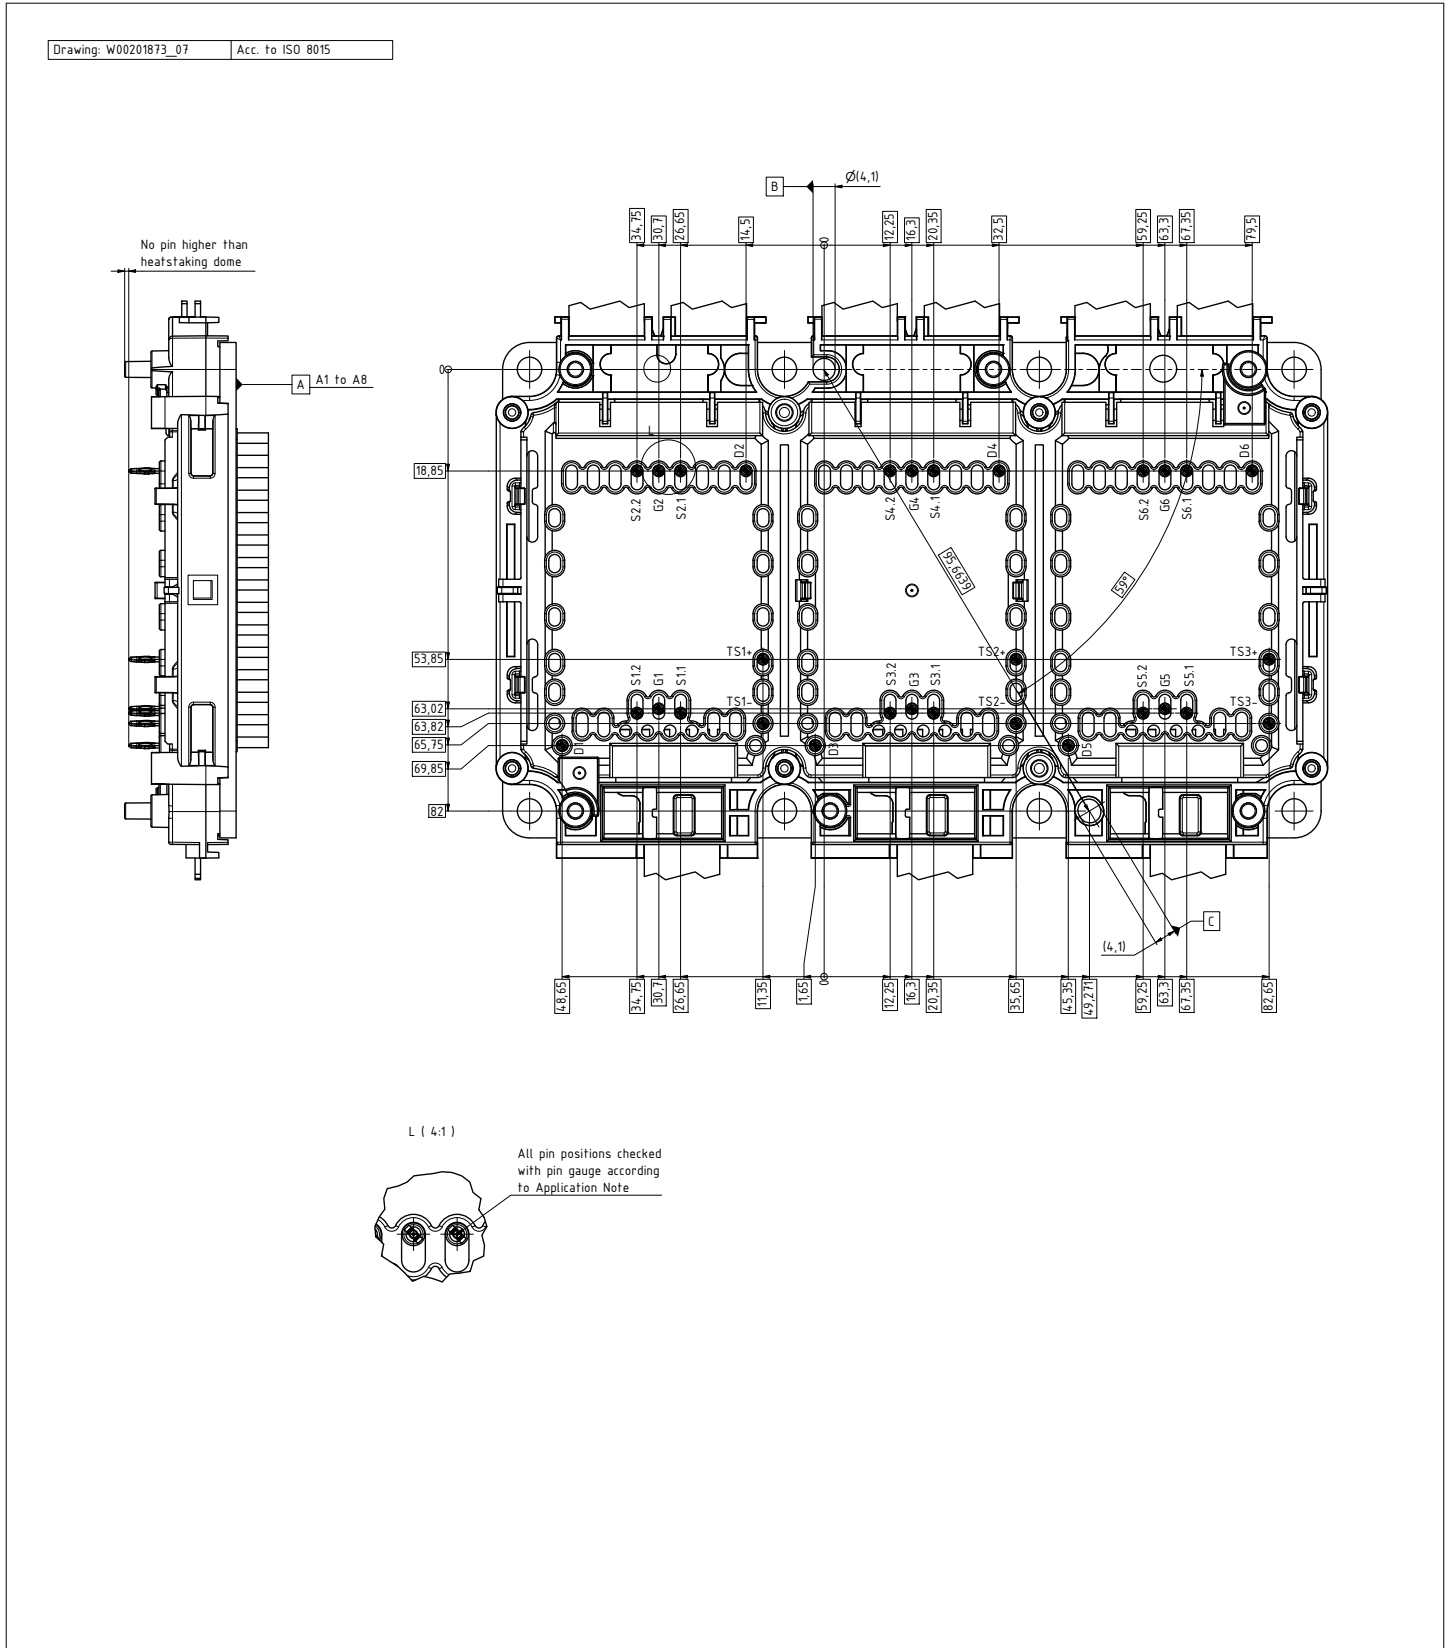 Drawing: W00201873_07 Acc. to ISO 8015
B
Ø(4,1)
34,75
30,7
26,65
14,5
0
12,25
16,3
20,35
32,5
59,25
63,3
67,35
79,5
No pin higher than
heatstaking dome
A A1 to A8
0
L
D2
D4
D6
18,85
S2.2
G2
S2.1
S4.2
G4
S4.1
S6.2
G6
S6.1
95,6639
59°
53,85
TS1+
TS2+
TS3+
S1.2
G1
S1.1
S3.2
G3
S3.1
S5.2
G5
S5.1
TS1-
TS2-
TS3-
63,02
63,82
65,75
69,85
D1
D3
D5
82
C
(4,1)
48,65
34,75
30,7
26,65
11,35
1,65
0
12,25
16,3
20,35
35,65
45,35
49,271
59,25
63,3
67,35
82,65
L ( 4:1 )
All pin positions checked
with pin gauge according
to Application Note